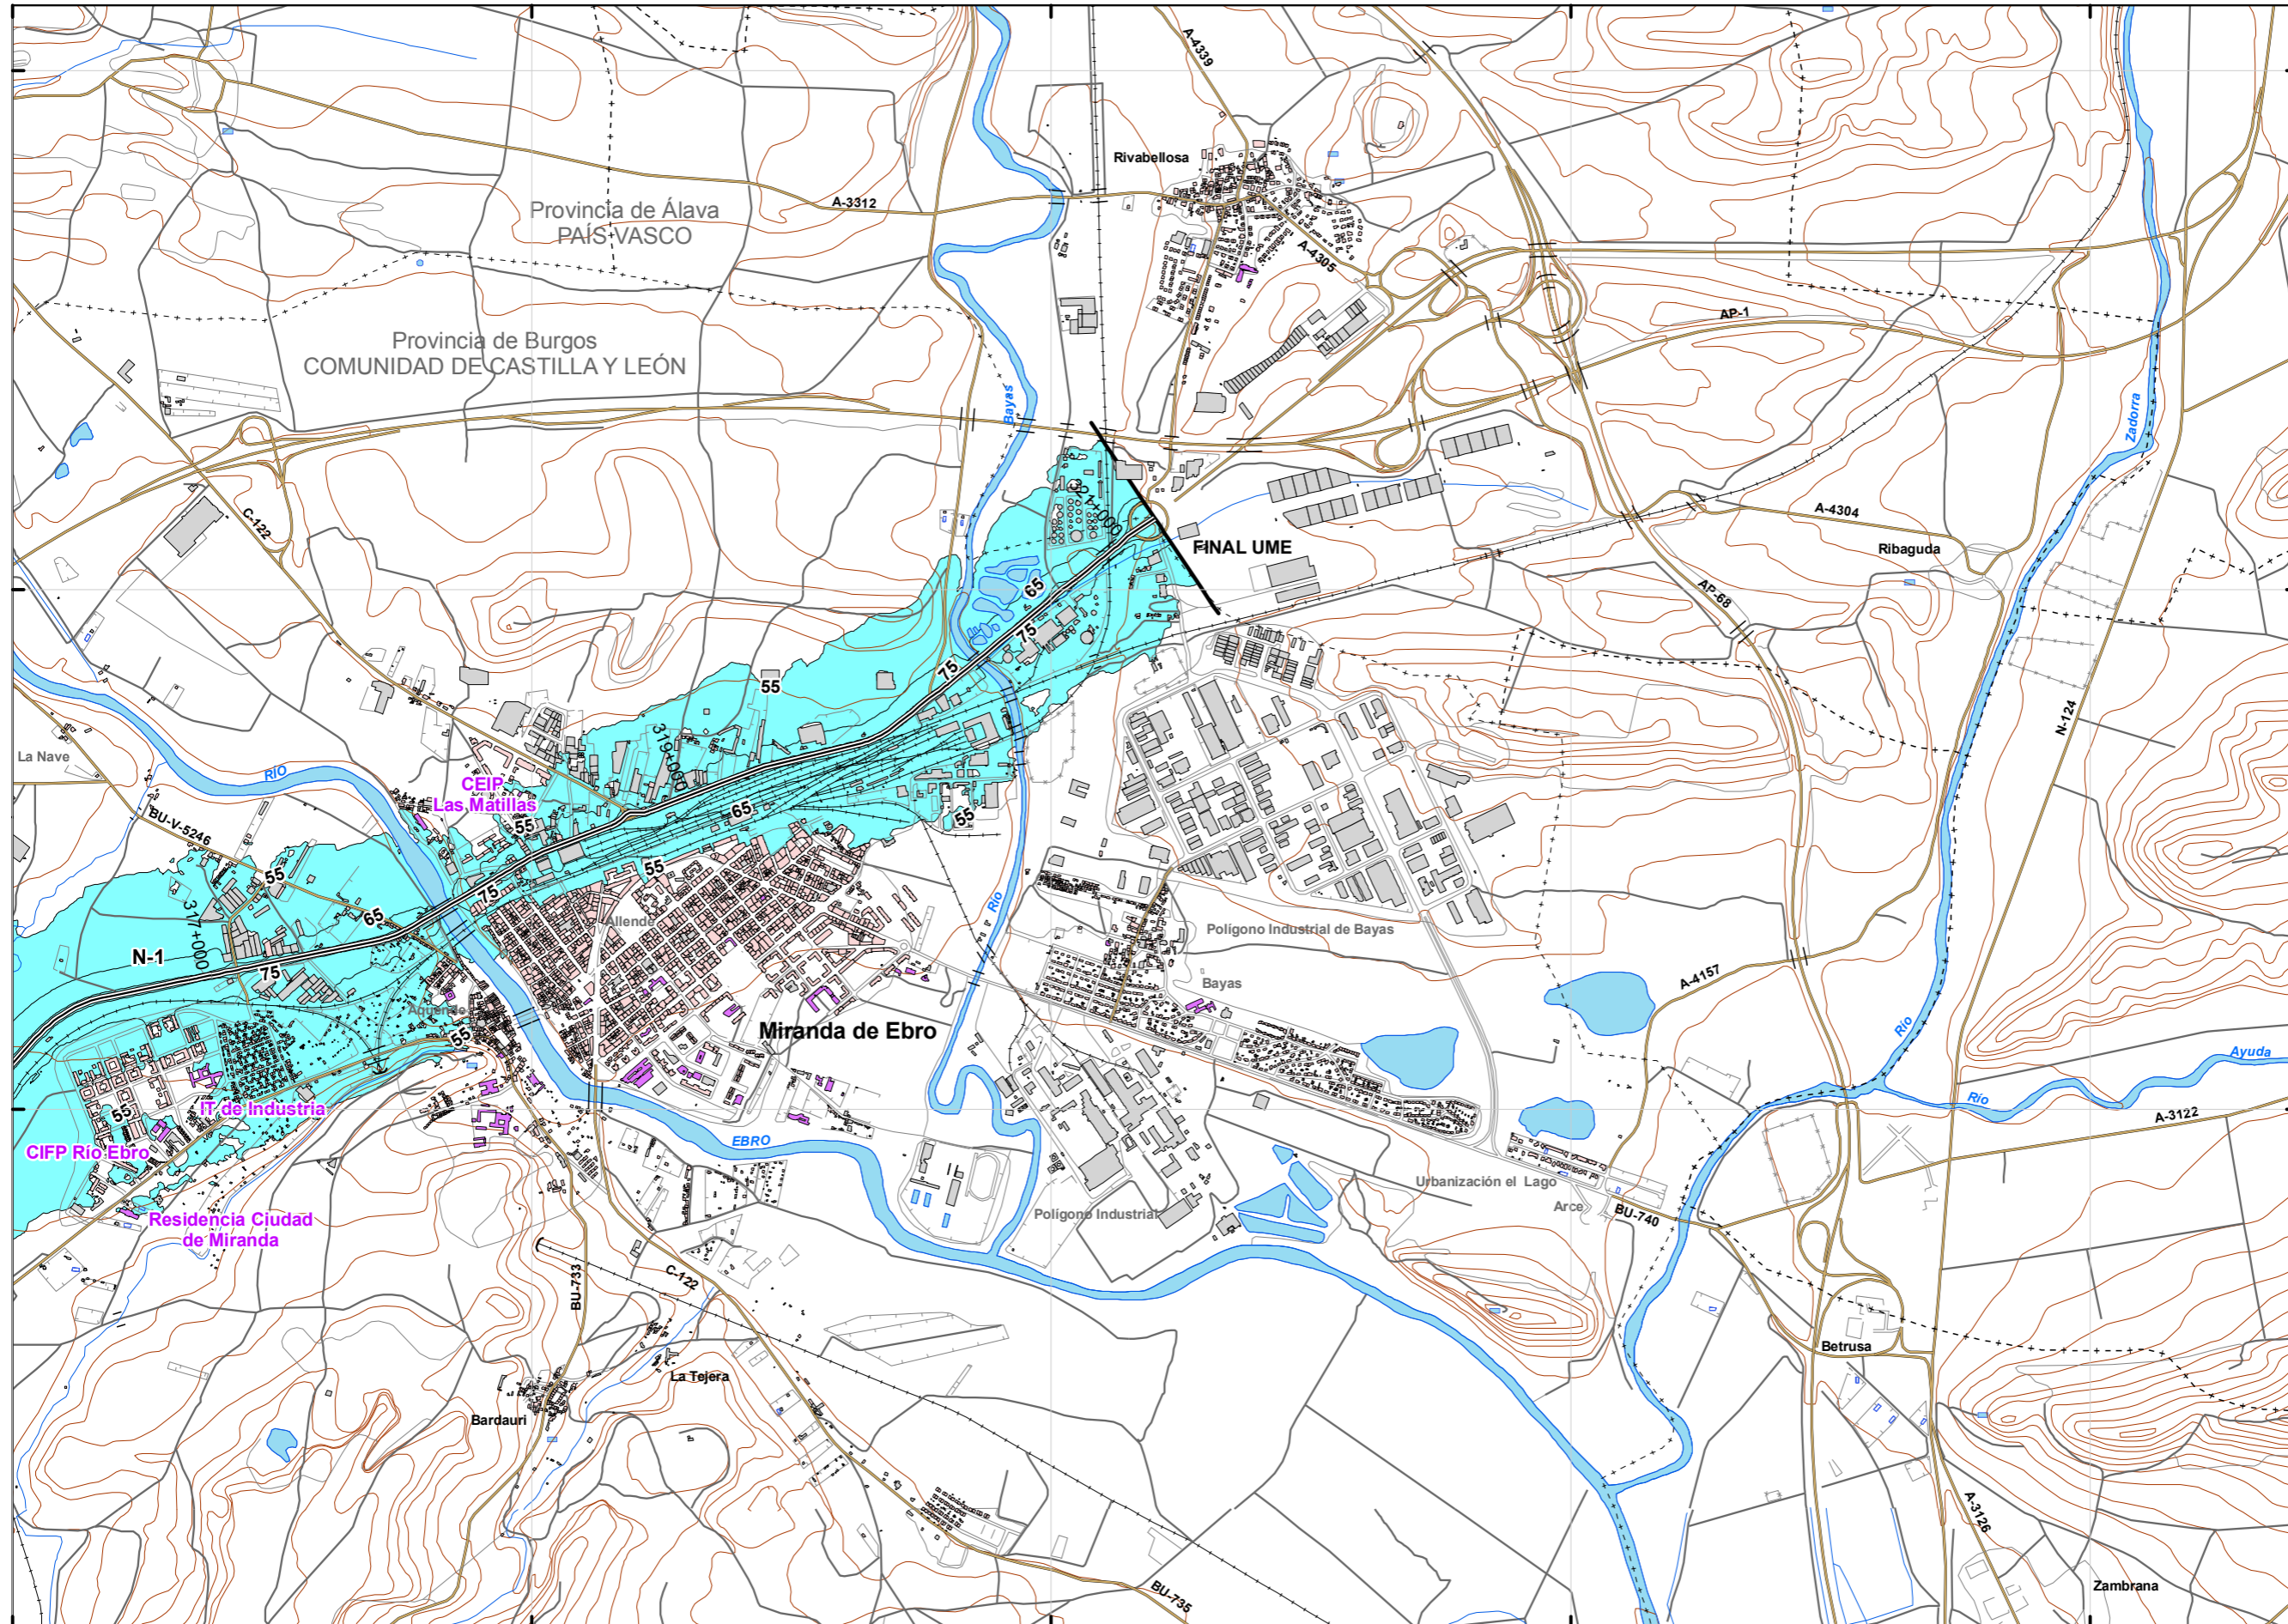 A-4339
Rivabellosa
A-3312
Provincia de Álava
PAÍS VASCO
A-4305
AP-1
Provincia de Burgos
COMUNIDAD DE CASTILLA Y LEÓN
Bayas
Zadorra
C-122
321+000
A-4304
FINAL UME
Ribaguda
65
AP-68
75
75
55
N-124
319+000
La Nave
RÍO
CEIP
Las Matillas
65
BU-V-5246
55
55
55
55
75
317+000
65
Allende
Río
Polígono Industrial de Bayas
N-1
75
A-4157
Bayas
Aquende
Miranda de Ebro
Río
55
Ayuda
Río
55
IT de Industria
A-3122
EBRO
CIFP Río Ebro
Urbanización el Lago
Arce
Residencia Ciudad
de Miranda
Polígono Industrial
BU-740
C-122
BU-733
Betrusa
La Tejera
Bardauri
A-3126
Zambrana
BU-735